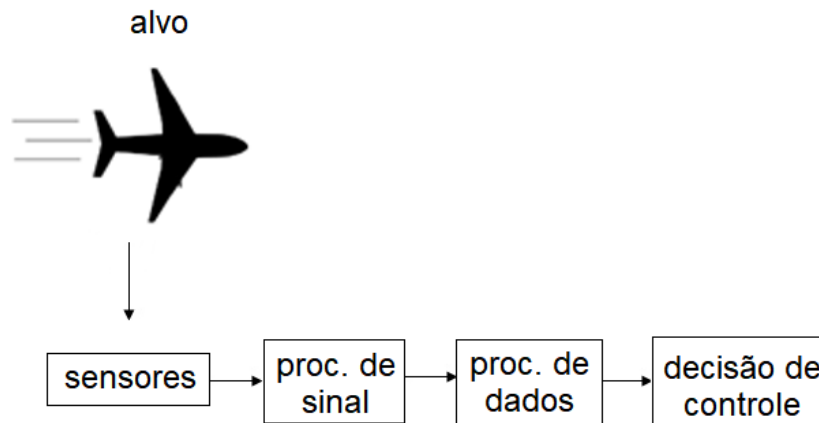 alvo
sensores
proc. de
sinal
proc. de
dados
decisão de
controle